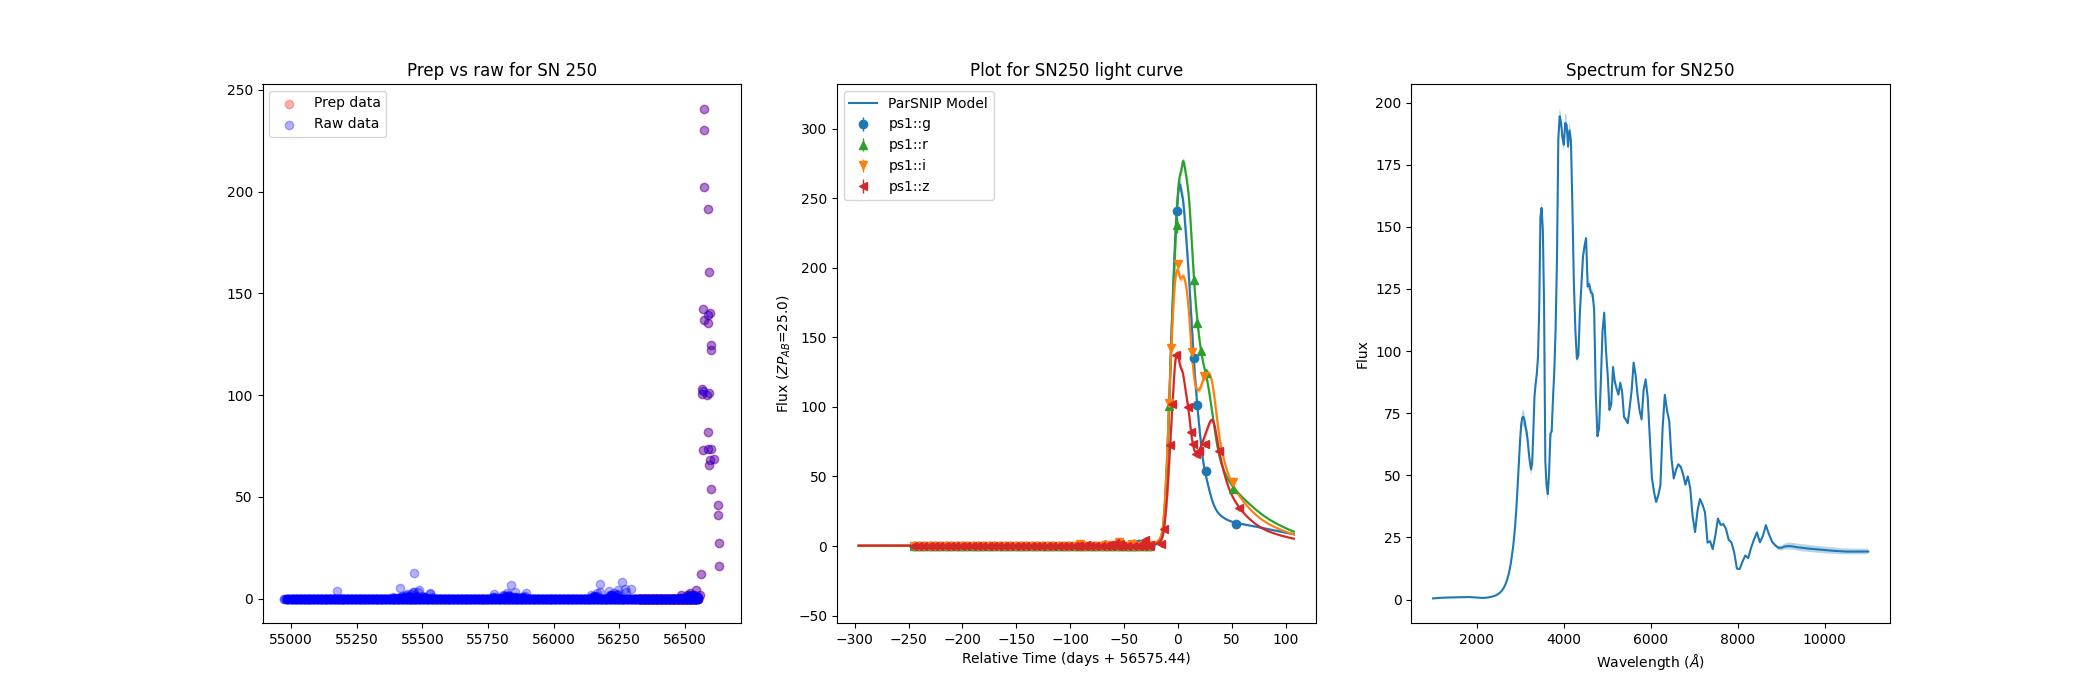 Prep vs raw for SN 250
Prep data
Raw data
250
200
150
100
50
0
55000 55250 55500 55750 56000 56250 56500
Plot for SN250 light curve
ParSNIP Model
ps1::g
ps1::r
ps1::i
ps1::z
Flux (ZP_AB=25.0)
300
250
200
150
100
50
0
−50
−300 −250 −200 −150 −100 −50 0 50 100
Relative Time (days + 56575.44)
Spectrum for SN250
Flux
200
175
150
125
100
75
50
25
0
2000 4000 6000 8000 10000
Wavelength (Å)